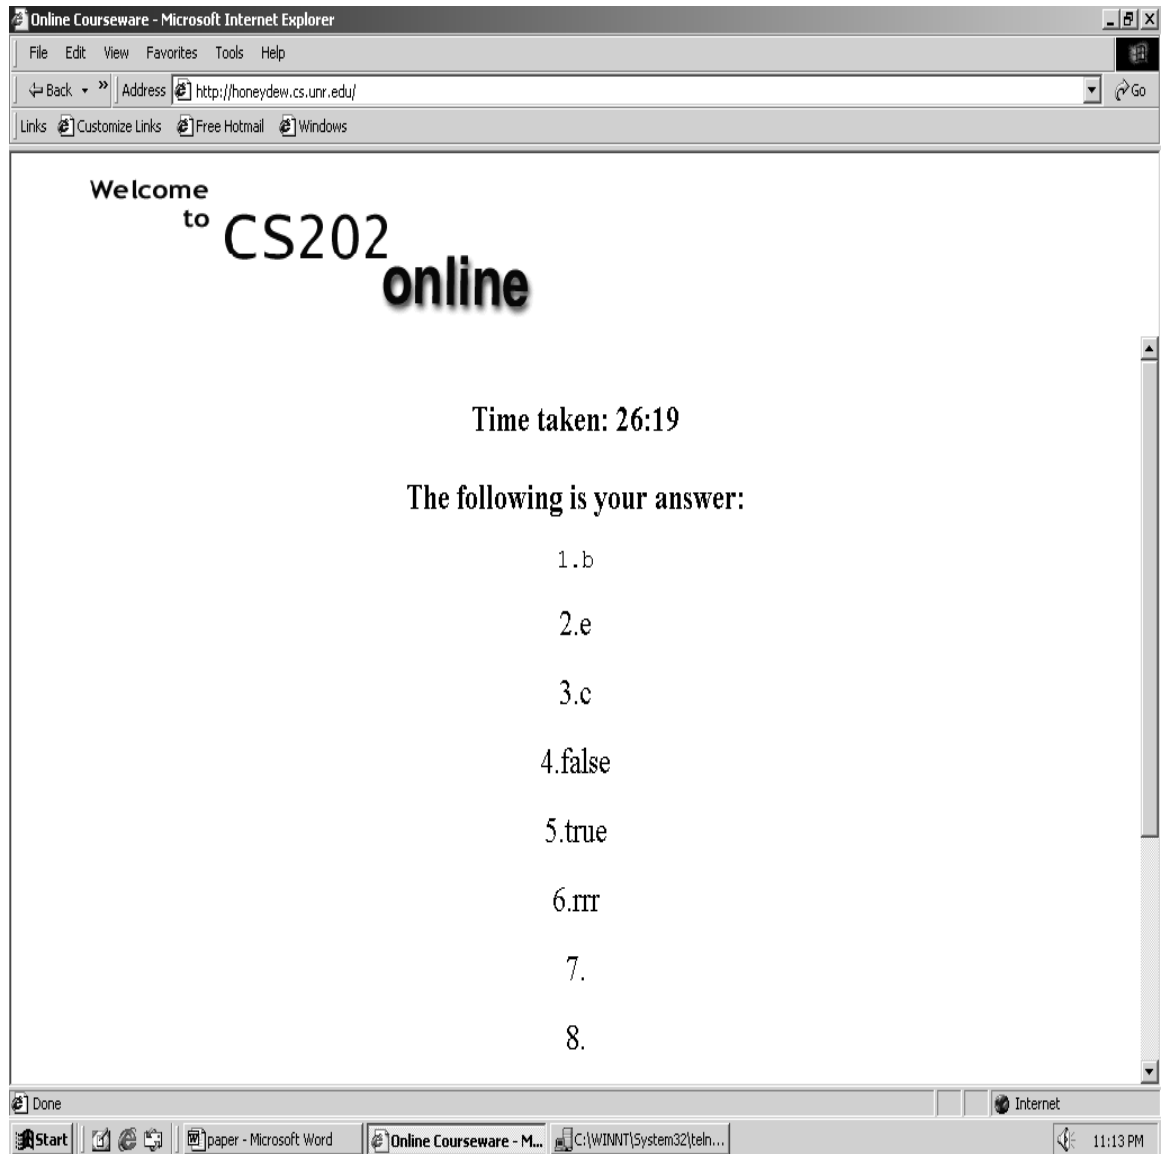 Online Courseware - Microsoft Internet Explorer
File Edit View Favorites Tools Help
Back » Address http://honeydew.cs.unr.edu/ Go
Links Customize Links Free Hotmail Windows
Welcome
to CS202
online
Time taken: 26:19
The following is your answer:
1.b
2.e
3.c
4.false
5.true
6.rrr
7.
8.
Done Internet
Start paper - Microsoft Word Online Courseware - M... C:\WINNT\System32\teln... 11:13 PM